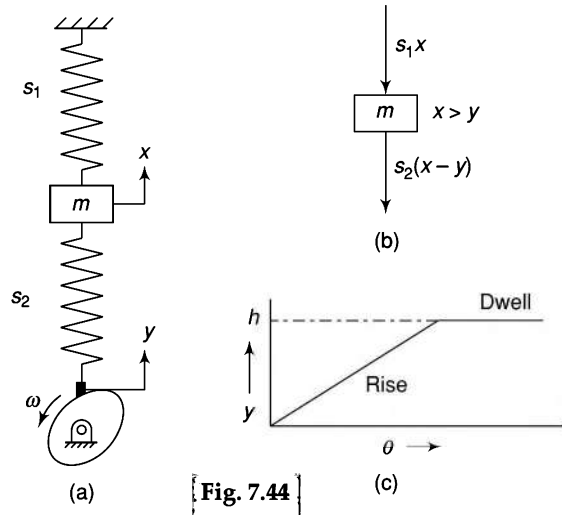 s₁
x
m
s₂
y
ω
(a)
s₁x
m
x > y
s₂(x – y)
(b)
h
Dwell
Rise
y
θ
(c)
Fig. 7.44